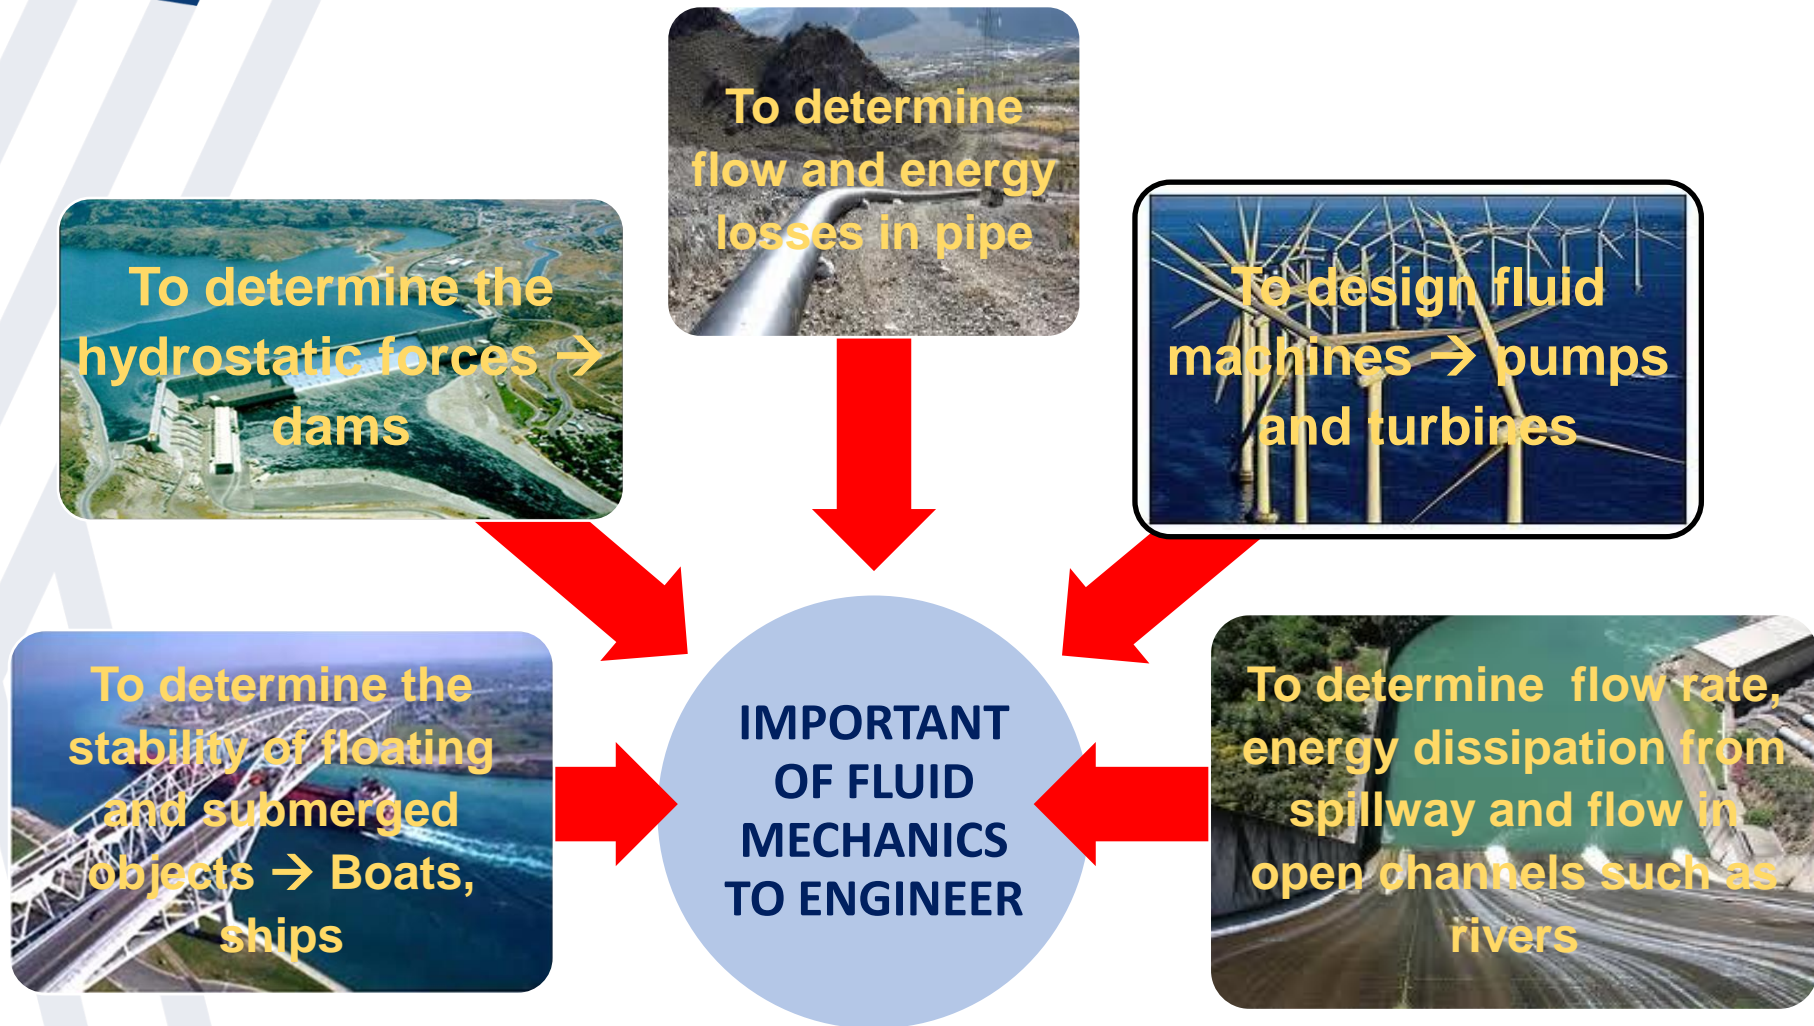 To determine
flow and energy
losses in pipe
To determine the
hydrostatic forces →
dams
To design fluid
machines → pumps
and turbines
To determine the
stability of floating
and submerged
objects → Boats,
ships
IMPORTANT
OF FLUID
MECHANICS
TO ENGINEER
To determine  flow rate,
energy dissipation from
spillway and flow in
open channels such as
rivers